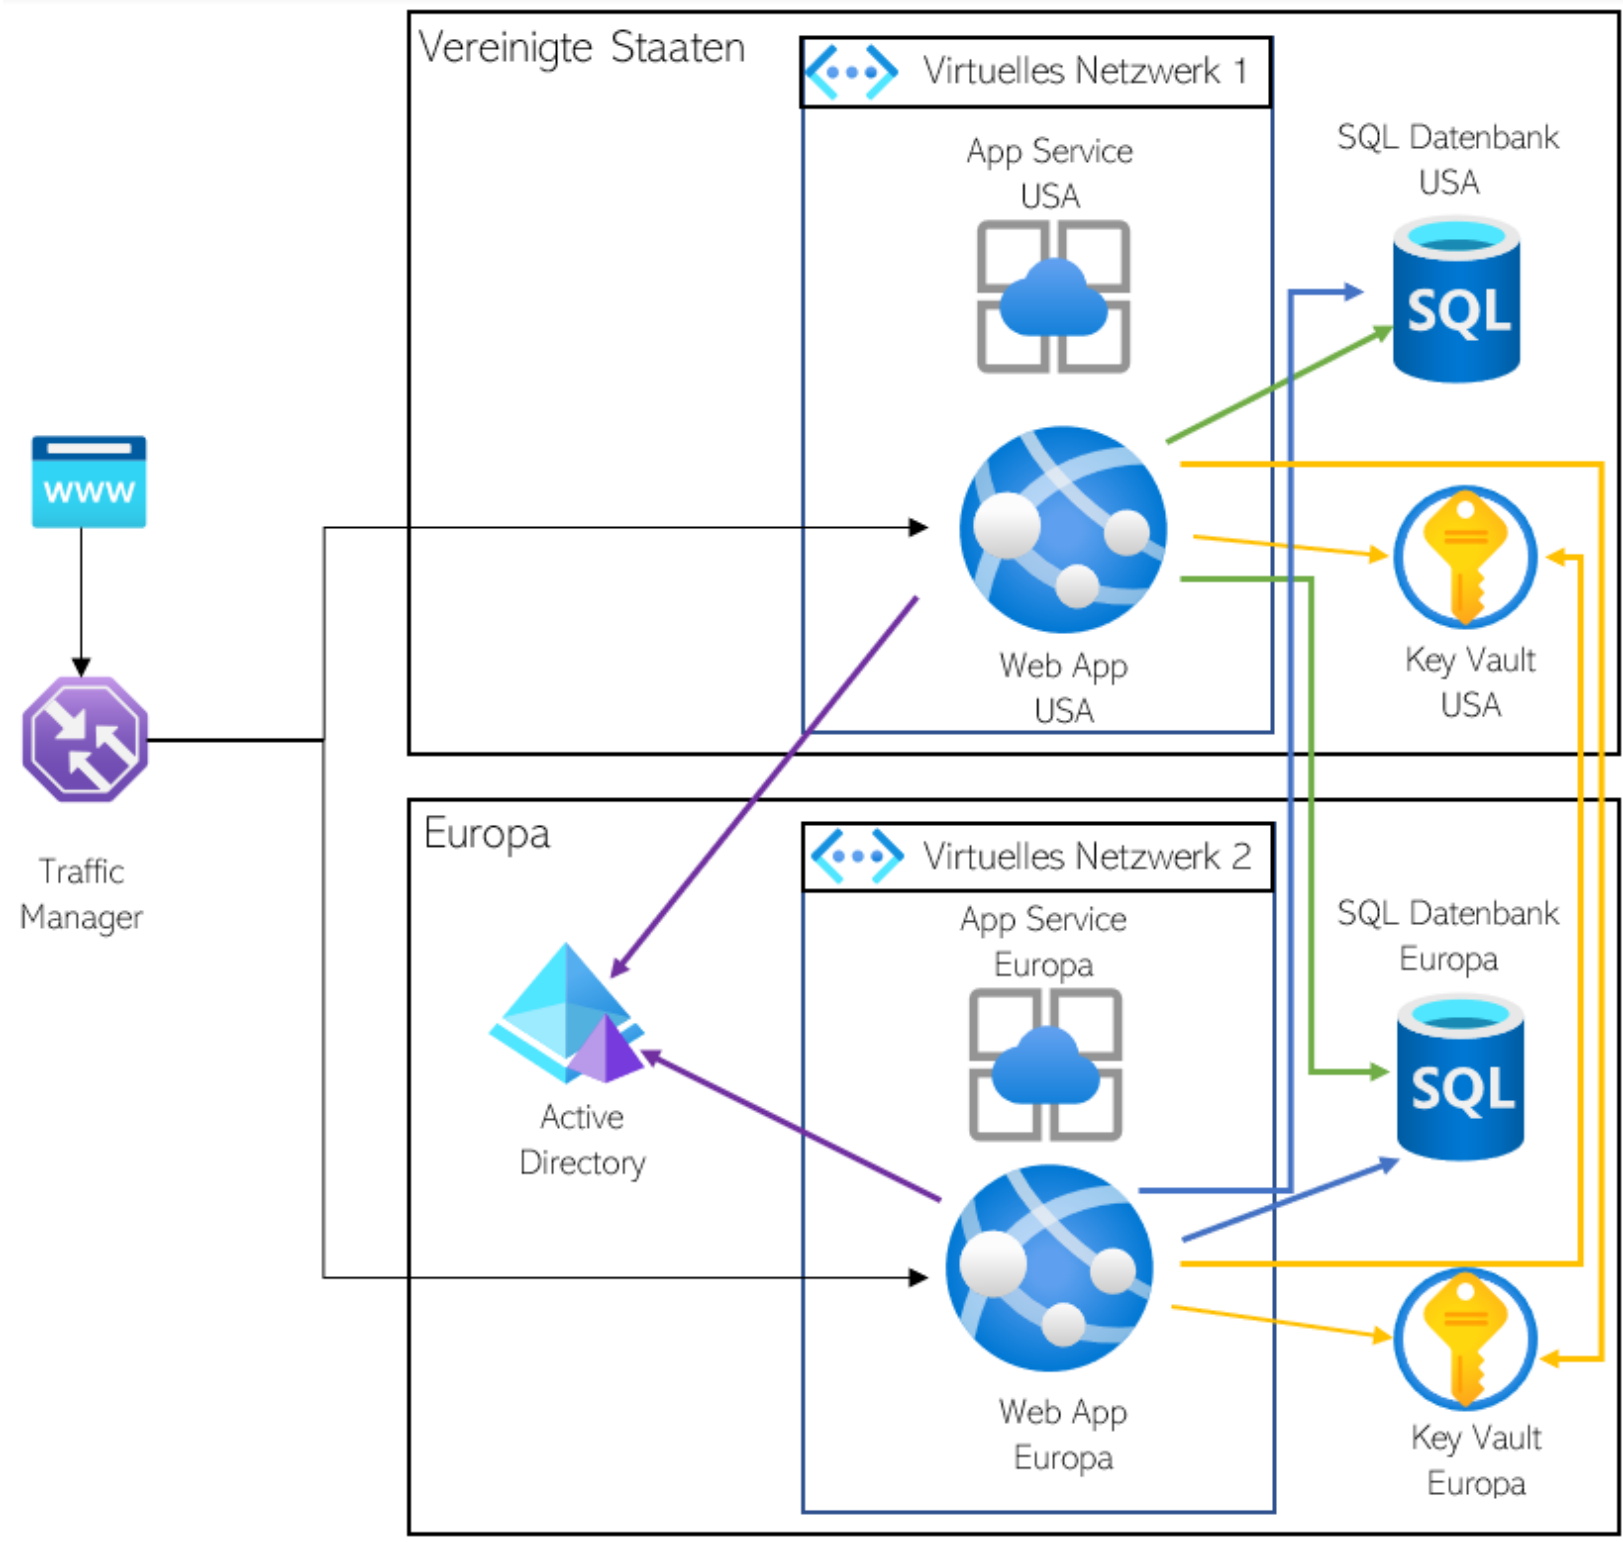 Vereinigte Staaten
Virtuelles Netzwerk 1
App Service
USA
SQL Datenbank
USA
SQL
www
Web App
USA
Key Vault
USA
Traffic
Manager
Europa
Virtuelles Netzwerk 2
App Service
Europa
SQL Datenbank
Europa
SQL
Active
Directory
Web App
Europa
Key Vault
Europa